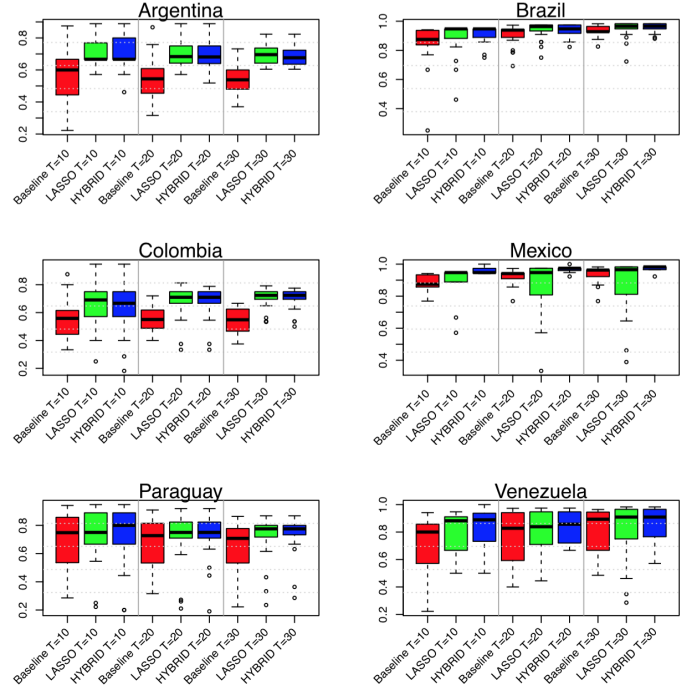 Argentina
0.8
0.6
0.4
0.2
Baseline T=10
LASSO T=10
HYBRID T=10
Baseline T=20
LASSO T=20
HYBRID T=20
Baseline T=30
LASSO T=30
HYBRID T=30
Brazil
1.0
0.8
0.6
0.4
Baseline T=10
LASSO T=10
HYBRID T=10
Baseline T=20
LASSO T=20
HYBRID T=20
Baseline T=30
LASSO T=30
HYBRID T=30
Colombia
0.8
0.6
0.4
0.2
Baseline T=10
LASSO T=10
HYBRID T=10
Baseline T=20
LASSO T=20
HYBRID T=20
Baseline T=30
LASSO T=30
HYBRID T=30
Mexico
1.0
0.8
0.6
0.4
Baseline T=10
LASSO T=10
HYBRID T=10
Baseline T=20
LASSO T=20
HYBRID T=20
Baseline T=30
LASSO T=30
HYBRID T=30
Paraguay
0.8
0.6
0.4
0.2
Baseline T=10
LASSO T=10
HYBRID T=10
Baseline T=20
LASSO T=20
HYBRID T=20
Baseline T=30
LASSO T=30
HYBRID T=30
Venezuela
1.0
0.8
0.6
0.4
0.2
Baseline T=10
LASSO T=10
HYBRID T=10
Baseline T=20
LASSO T=20
HYBRID T=20
Baseline T=30
LASSO T=30
HYBRID T=30